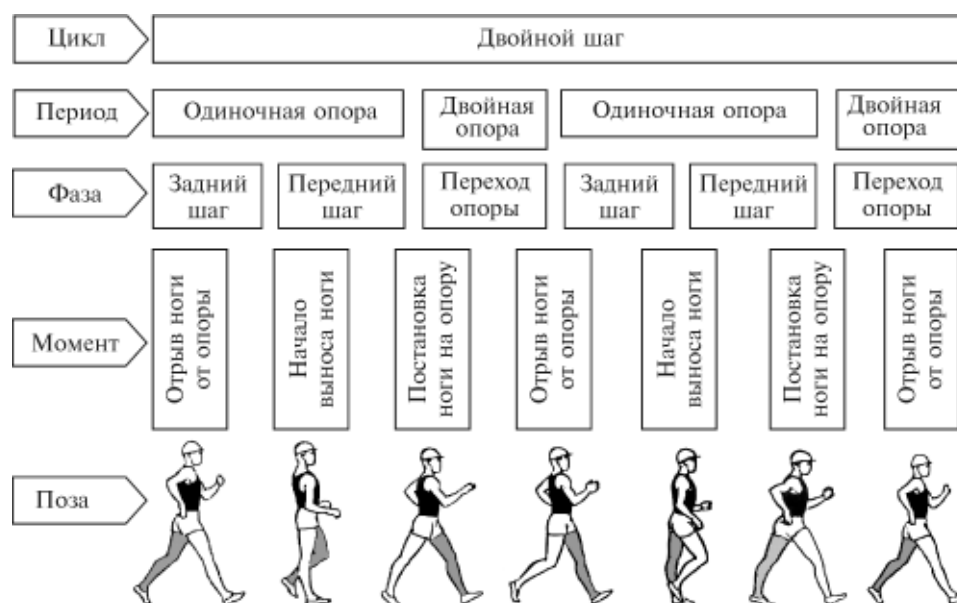 Цикл
Двойной шаг
Период
Одиночная опора
Двойная
опора
Одиночная опора
Двойная
опора
Фаза
Задний
шаг
Передний
шаг
Переход
опоры
Задний
шаг
Передний
шаг
Переход
опоры
Момент
Отрыв ноги
от опоры
Начало
выноса ноги
Постановка
ноги на опору
Отрыв ноги
от опоры
Начало
выноса ноги
Постановка
ноги на опору
Отрыв ноги
от опоры
Поза